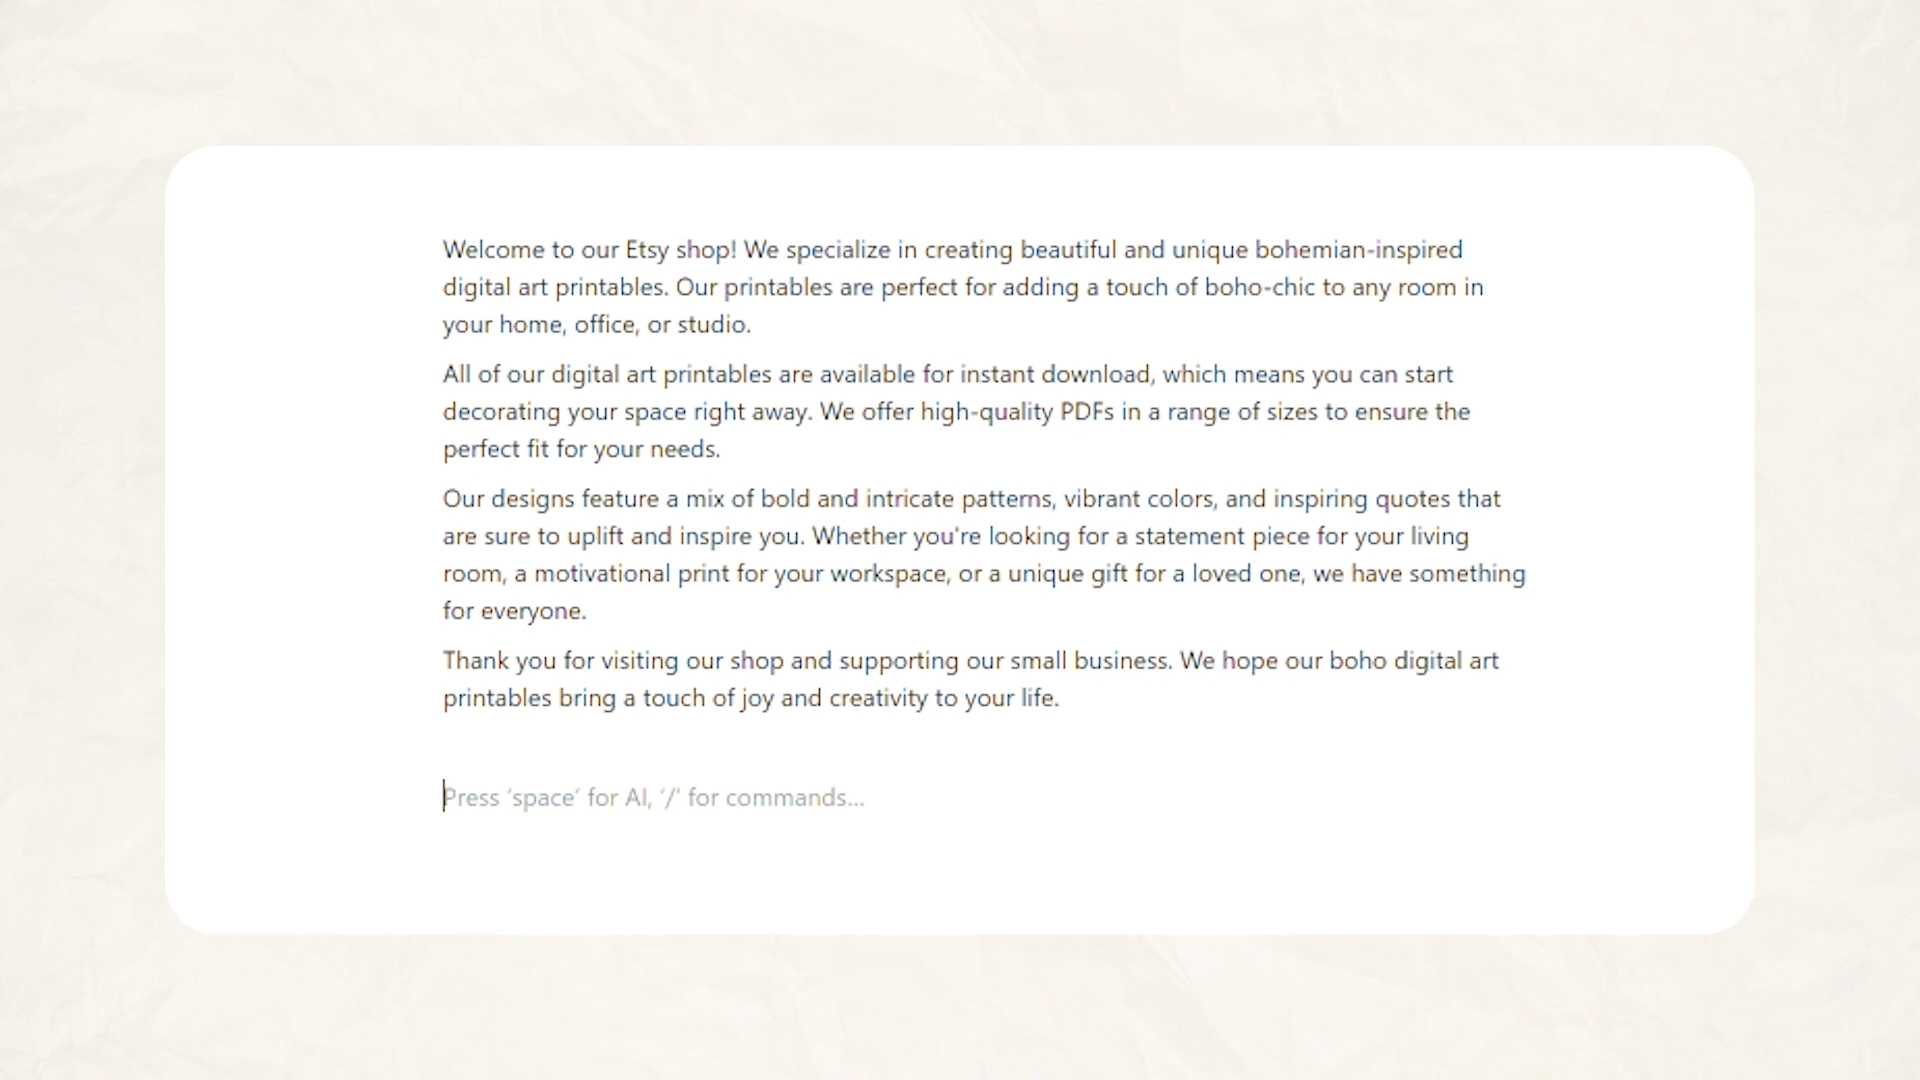 Welcome to our Etsy shop! We specialize in creating beautiful and unique bohemian-inspired
digital art printables. Our printables are perfect for adding a touch of boho-chic to any room in
your home, office, or studio.
All of our digital art printables are available for instant download, which means you can start
decorating your space right away. We offer high-quality PDFs in a range of sizes to ensure the
perfect fit for your needs.
Our designs feature a mix of bold and intricate patterns, vibrant colors, and inspiring quotes that
are sure to uplift and inspire you. Whether you're looking for a statement piece for your living
room, a motivational print for your workspace, or a unique gift for a loved one, we have something
for everyone.
Thank you for visiting our shop and supporting our small business. We hope our boho digital art
printables bring a touch of joy and creativity to your life.
Press ‘space’ for AI, ‘/’ for commands…